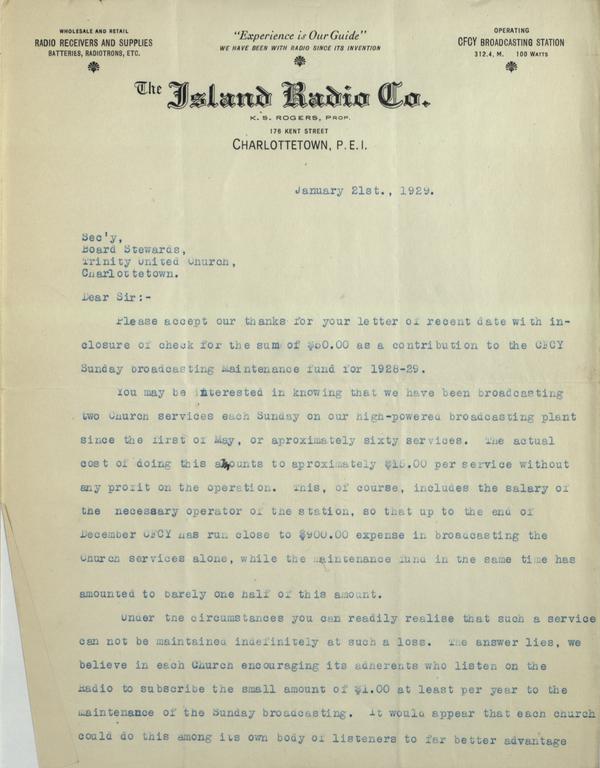 WHOLESALE AND RETAIL
RADIO RECEIVERS AND SUPPLIES
BATTERIES, RADIOTRONS, ETC.
"Experience is Our Guide"
WE HAVE BEEN WITH RADIO SINCE ITS INVENTION
OPERATING
CFCY BROADCASTING STATION
312.4, M. 100 WATTS
The Island Radio Co.
K. S. ROGERS, PROP.
176 KENT STREET
CHARLOTTETOWN, P. E. I.
January 21st., 1929.
Sec'y,
Board Stewards,
Trinity United Church,
Charlottetown.
Dear Sir:-
Please accept our thanks for your letter of recent date with in-
closure of check for the sum of $50.00 as a contribution to the CFCY
Sunday broadcasting Maintenance fund for 1928-29.
You may be interested in knowing that we have been broadcasting
two Church services each Sunday on our high-powered broadcasting plant
since the first of May, or aproximately sixty services. The actual
cost of doing this amounts to aproximately $15.00 per service without
any profit on the operation. This, of course, includes the salary of
the necessary operator of the station, so that up to the end of
December CFCY has run close to $900.00 expense in broadcasting the
Church services alone, while the maintenance fund in the same time has
amounted to barely one half of this amount.
Under the circumstances you can readily realise that such a service
can not be maintained indefinitely at such a loss. The answer lies, we
believe in each Church encouraging its adherents who listen on the
Radio to subscribe the small amount of $1.00 at least per year to the
maintenance of the Sunday broadcasting. It would appear that each church
could do this among its own body of listeners to far better advantage